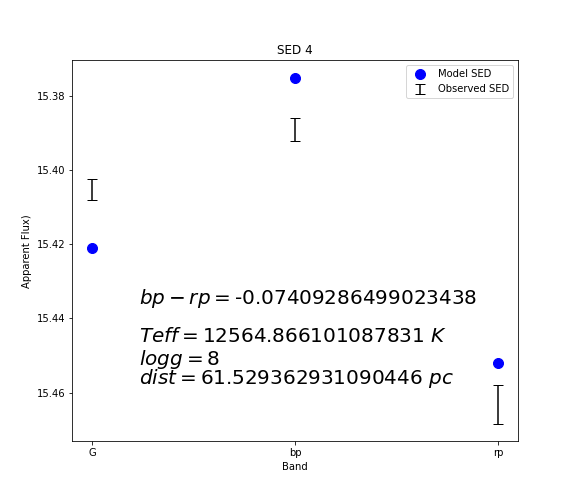 SED 4
Model SED
Observed SED
15.38
15.40
15.42
15.44
15.46
Apparent Flux)
bp − rp = -0.07409286499023438
Teff = 12564.866101087831 K
logg = 8
dist = 61.529362931090446 pc
G
bp
rp
Band